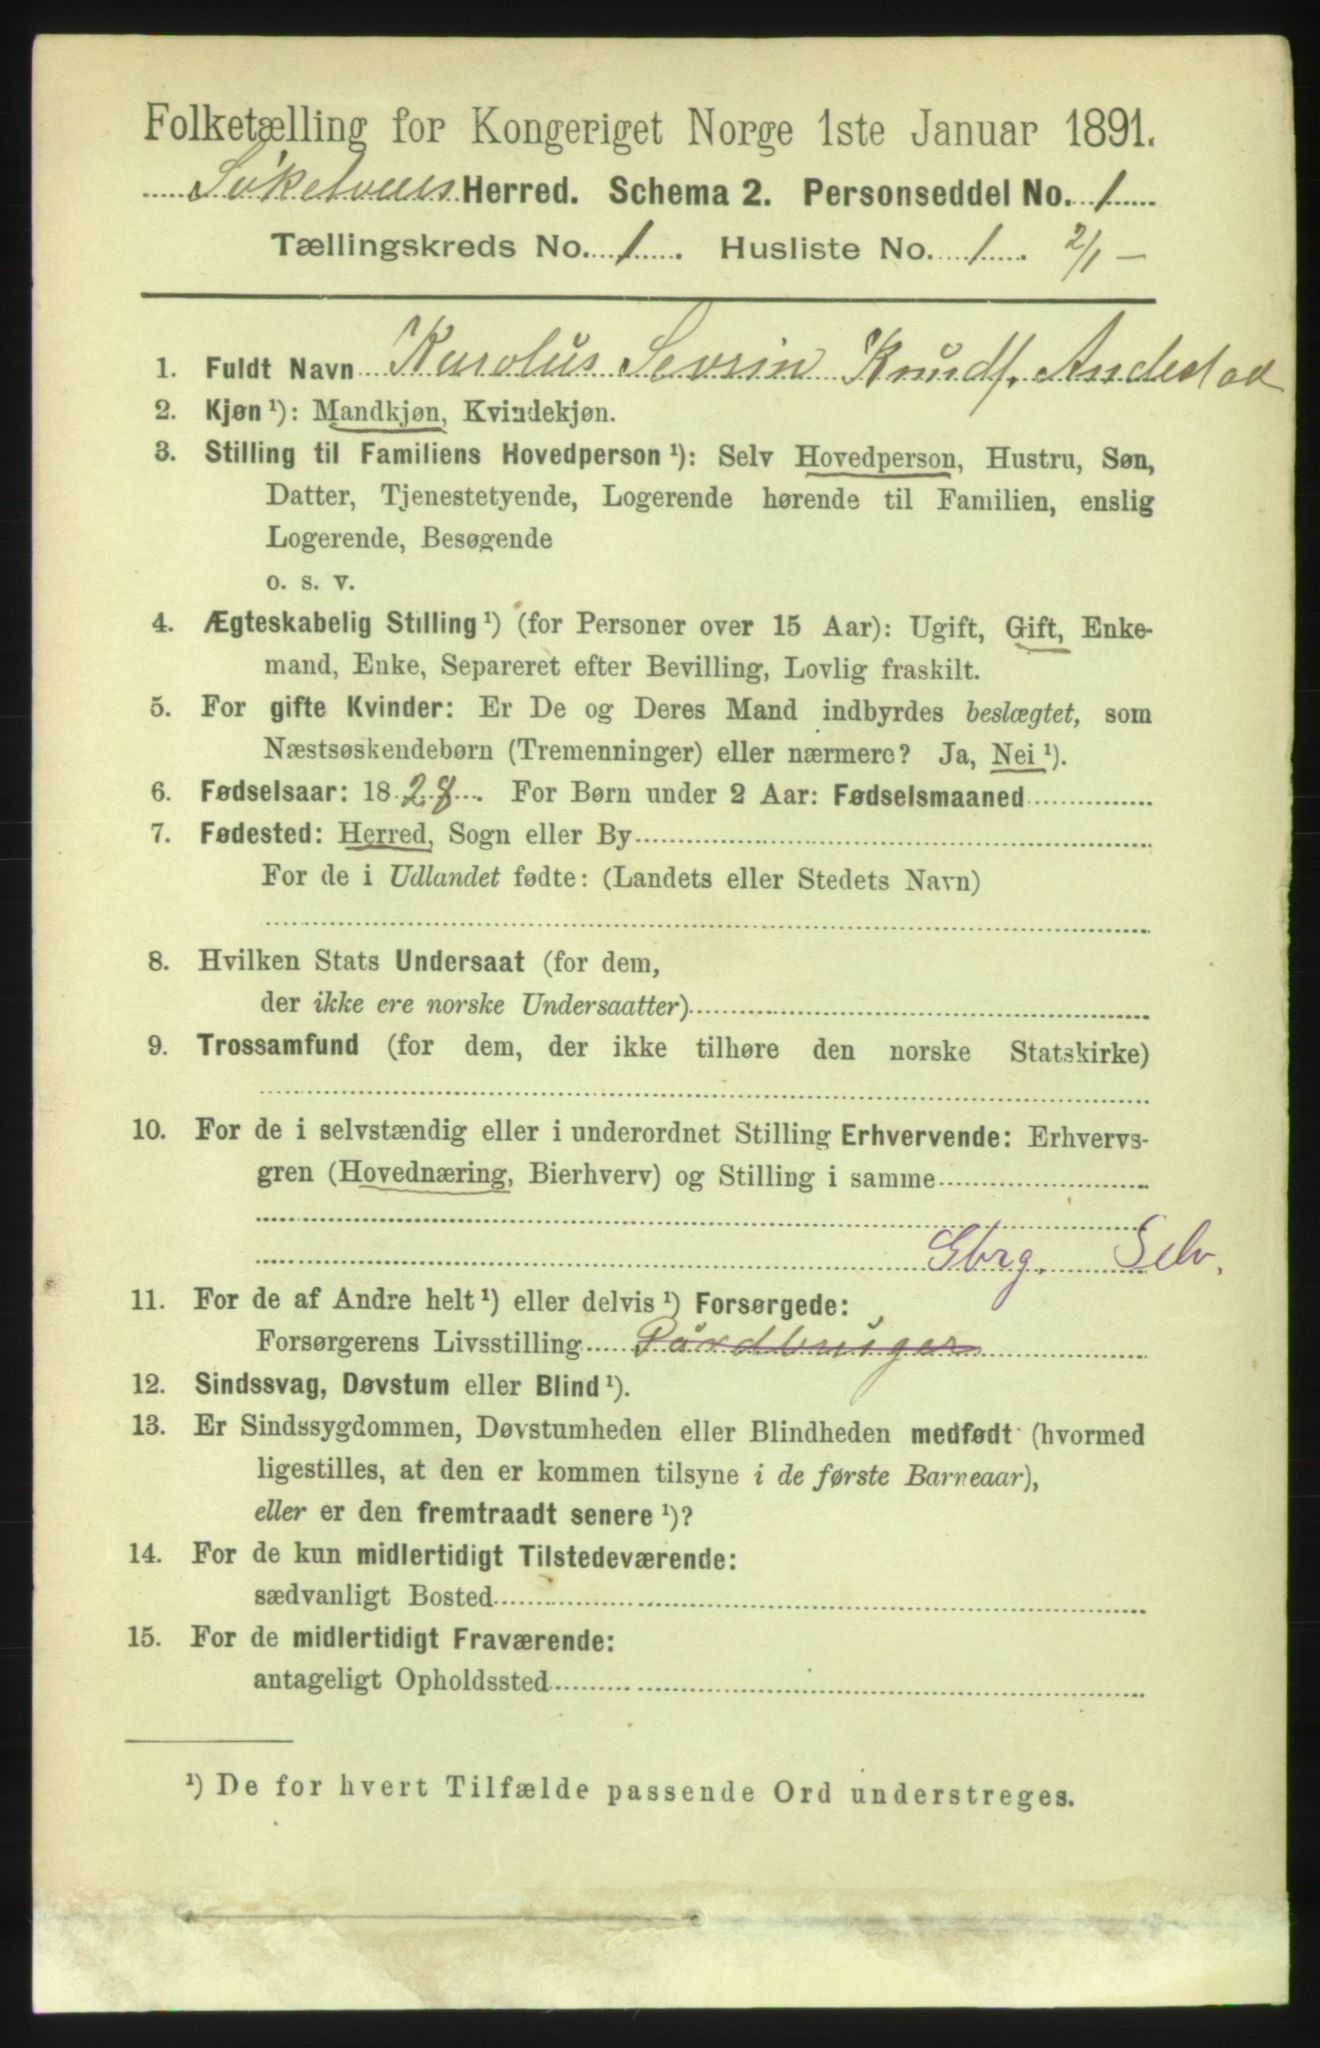 Folketælling for Kongeriget Norge 1ste Januar 1891.
Søkelvens Herred. Schema 2. Personseddel No. 1
Tællingskreds No. 1. Husliste No. 1. 2/1 –
1. Fuldt Navn Karolus Sevrin Knuds. Andestad
2. Kjøn ¹): Mandkjøn, Kvindekjøn.
3. Stilling til Familiens Hovedperson ¹): Selv Hovedperson, Hustru, Søn,
Datter, Tjenestetyende, Logerende hørende til Familien, enslig
Logerende, Besøgende
o. s. v.
4. Ægteskabelig Stilling ¹) (for Personer over 15 Aar): Ugift, Gift, Enke-
mand, Enke, Separeret efter Bevilling, Lovlig fraskilt.
5. For gifte Kvinder: Er De og Deres Mand indbyrdes beslægtet, som
Næstsøskendebørn (Tremenninger) eller nærmere? Ja, Nei ¹).
6. Fødselsaar: 1828. For Børn under 2 Aar: Fødselsmaaned
7. Fødested: Herred, Sogn eller By
For de i Udlandet fødte: (Landets eller Stedets Navn)
8. Hvilken Stats Undersaat (for dem,
der ikke ere norske Undersaatter)
9. Trossamfund (for dem, der ikke tilhøre den norske Statskirke)
10. For de i selvstændig eller i underordnet Stilling Erhvervende: Erhvervs-
gren (Hovednæring, Bierhverv) og Stilling i samme
Gbrg. Selv.
11. For de af Andre helt ¹) eller delvis ¹) Forsørgede:
Forsørgerens Livsstilling
12. Sindssvag, Døvstum eller Blind ¹).
13. Er Sindssygdommen, Døvstumheden eller Blindheden medfødt (hvormed
ligestilles, at den er kommen tilsyne i de første Barneaar),
eller er den fremtraadt senere ¹)?
14. For de kun midlertidigt Tilstedeværende:
sædvanligt Bosted
15. For de midlertidigt Fraværende:
antageligt Opholdssted
¹) De for hvert Tilfælde passende Ord understreges.